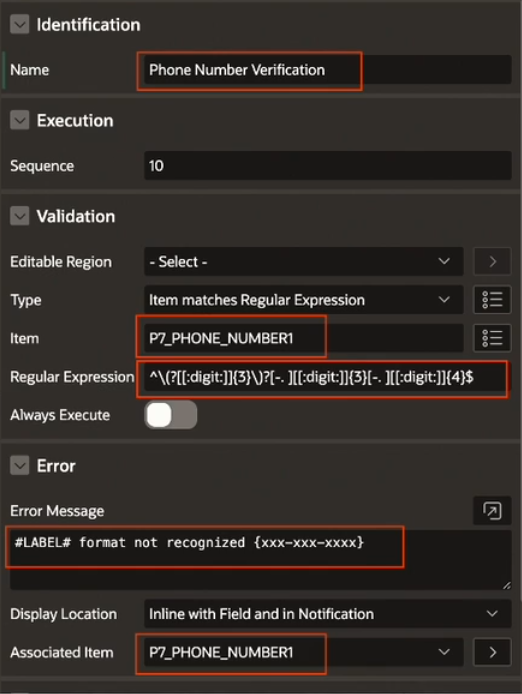 Identification
Name Phone Number Verification
Execution
Sequence 10
Validation
Editable Region - Select -
Type Item matches Regular Expression
Item P7_PHONE_NUMBER1
Regular Expression ^\(?[[:digit:]]{3}\)?[-. ][[:digit:]]{3}[-. ][[:digit:]]{4}$
Always Execute
Error
Error Message
#LABEL# format not recognized {xxx-xxx-xxxx}
Display Location Inline with Field and in Notification
Associated Item P7_PHONE_NUMBER1